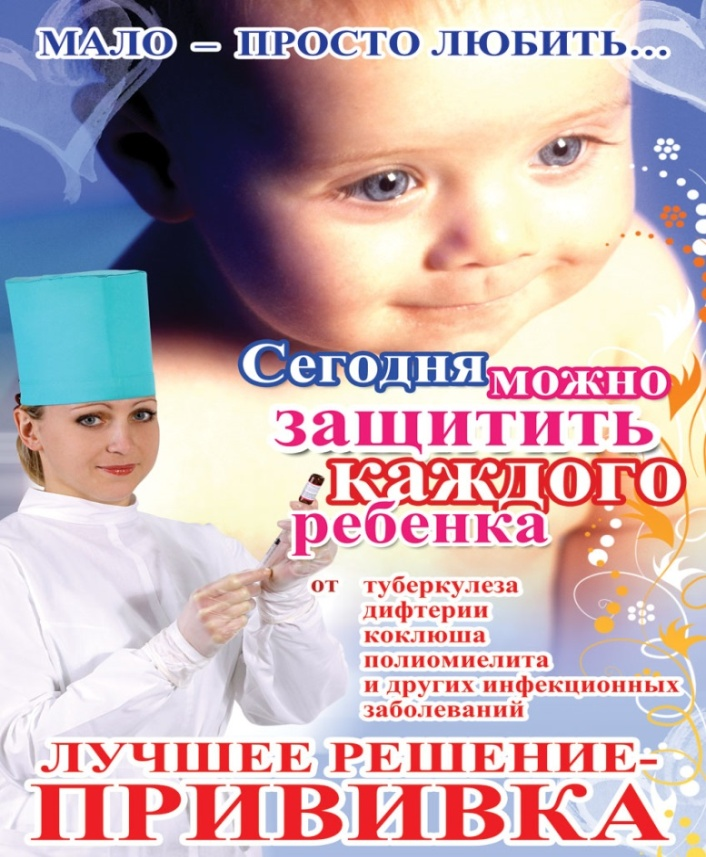 МАЛО – ПРОСТО ЛЮБИТЬ...
Сегодня можно
защитить
каждого
ребенка
от туберкулеза
дифтерии
коклюша
полиомиелита
и других инфекционных
заболеваний
ЛУЧШЕЕ РЕШЕНИЕ-
ПРИВИВКА